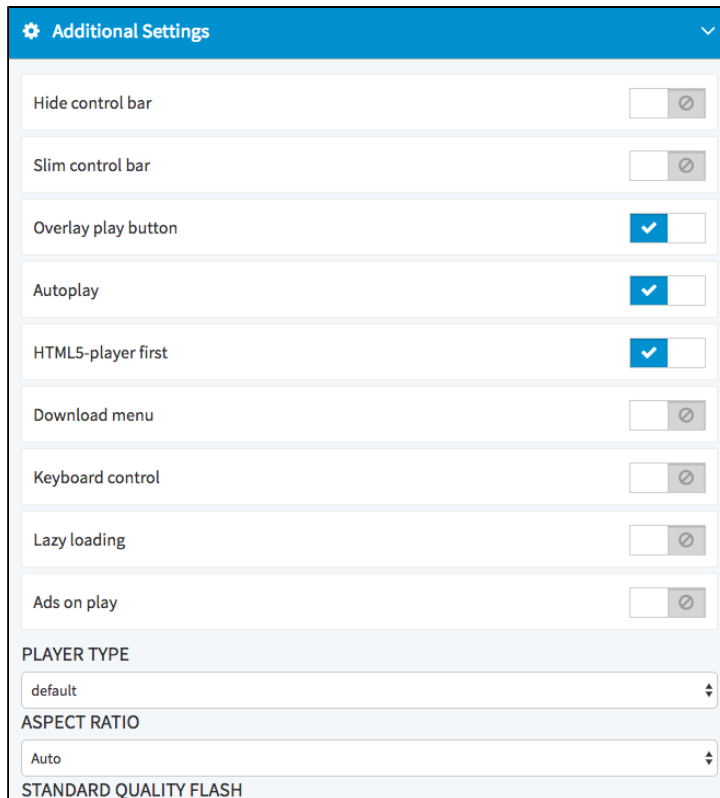 Additional Settings
Hide control bar
Slim control bar
Overlay play button
Autoplay
HTML5-player first
Download menu
Keyboard control
Lazy loading
Ads on play
PLAYER TYPE
default
ASPECT RATIO
Auto
STANDARD QUALITY FLASH